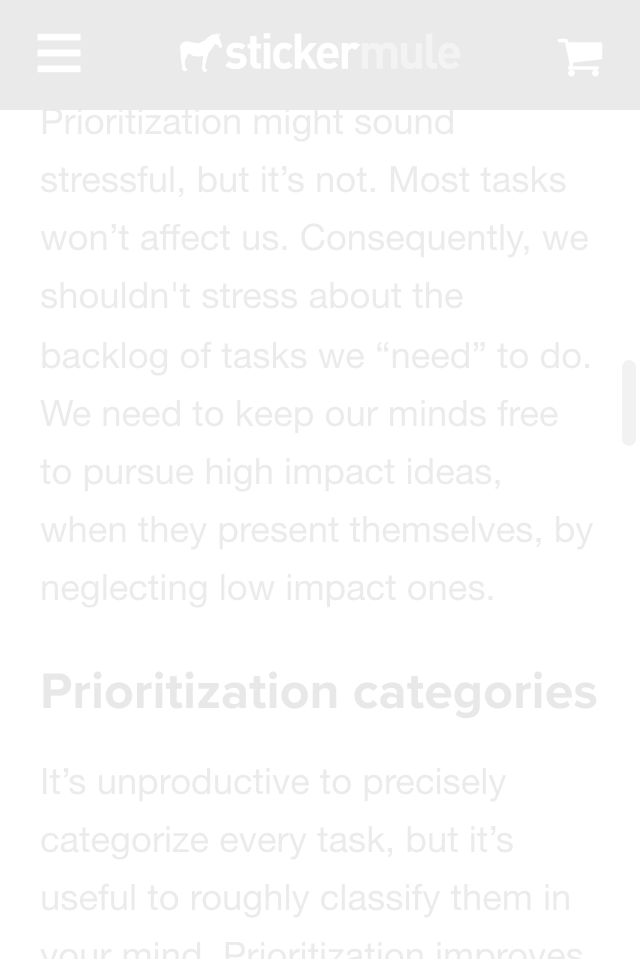 stickermule
Prioritization might sound
stressful, but it’s not. Most tasks
won’t affect us. Consequently, we
shouldn't stress about the
backlog of tasks we “need” to do.
We need to keep our minds free
to pursue high impact ideas,
when they present themselves, by
neglecting low impact ones.
Prioritization categories
It’s unproductive to precisely
categorize every task, but it’s
useful to roughly classify them in
your mind. Prioritization improves